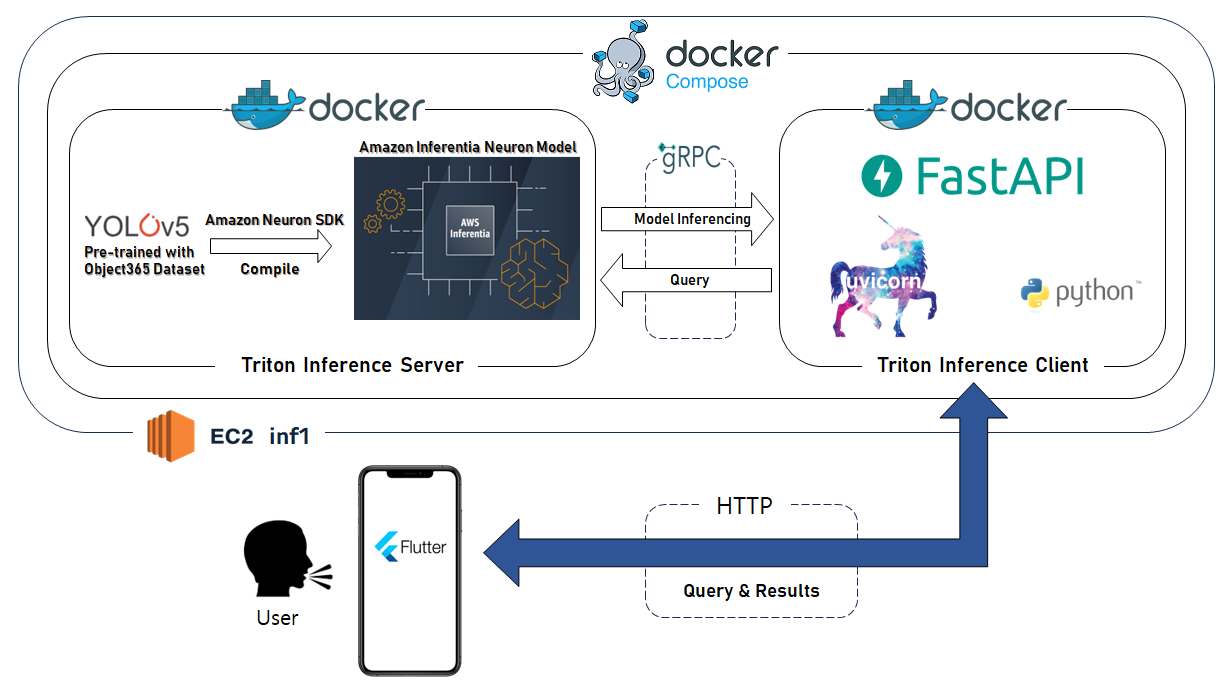 docker
Compose
docker
docker
Amazon Inferentia Neuron Model
gRPC
FastAPI
AWS
Inferentia
YOLOv5
Pre-trained with
Object365 Dataset
Amazon Neuron SDK
Compile
Model Inferencing
Query
uvicorn
python™
Triton Inference Server
Triton Inference Client
EC2 inf1
HTTP
Flutter
Query & Results
User